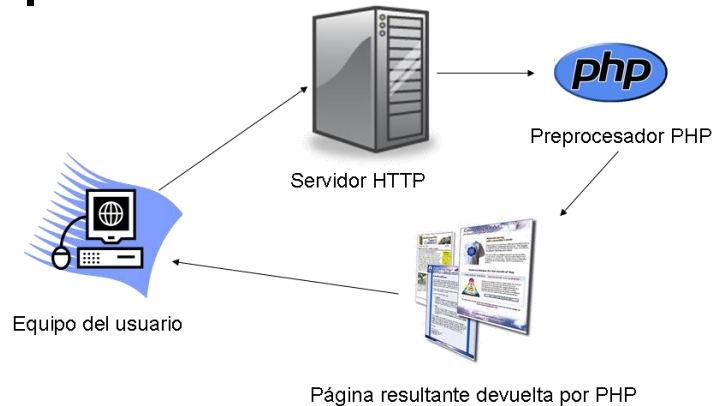 php
Preprocesador PHP
Servidor HTTP
Equipo del usuario
Página resultante devuelta por PHP